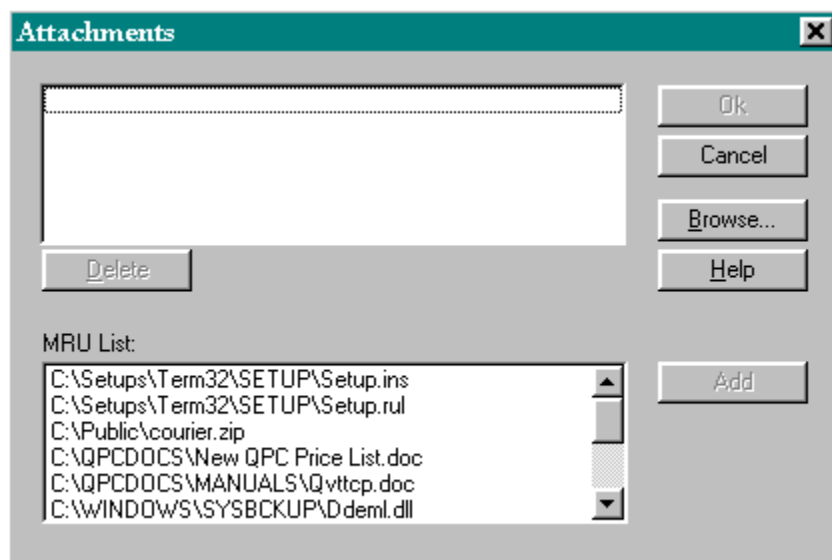 Attachments
Ok
Cancel
Browse...
Delete
Help
MRU List:
C:\Setups\Term32\SETUP\Setup.ins
Add
C:\Setups\Term32\SETUP\Setup.rul
C:\Public\courier.zip
C:\QPCDOCS\New QPC Price List.doc
C:\QPCDOCS\MANUALS\Qvttcp.doc
C:\WINDOWS\SYSBCKUP\Ddeml.dll